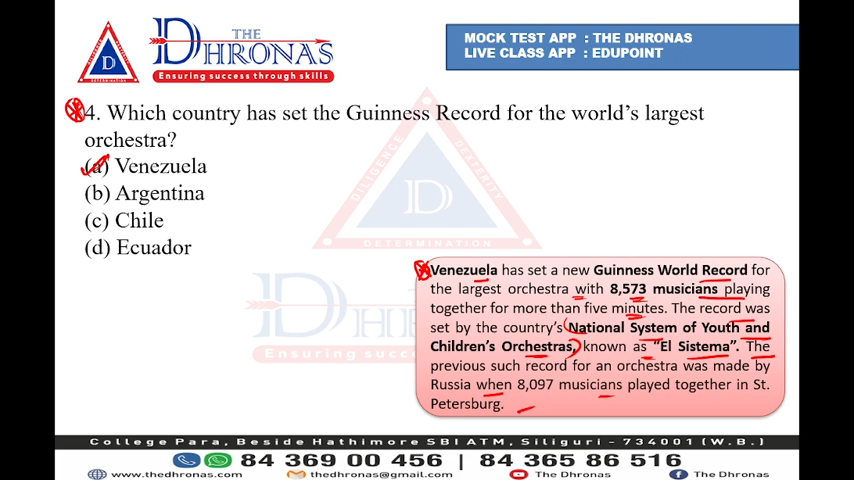 THE
DHRONAS
Ensuring success through skills
DILIGENCE
DEXTERITY
D
DETERMINATION
MOCK TEST APP : THE DHRONAS
LIVE CLASS APP : EDUPOINT
4. Which country has set the Guinness Record for the world's largest
orchestra?
(a) Venezuela
(b) Argentina
(c) Chile
(d) Ecuador
DILIGENCE
DEXTERITY
D
DETERMINATION
Venezuela has set a new Guinness World Record for
the largest orchestra with 8,573 musicians playing
together for more than five minutes. The record was
set by the country's National System of Youth and
Children's Orchestras, known as "El Sistema". The
previous such record for an orchestra was made by
Russia when 8,097 musicians played together in St.
Petersburg.
College Para, Beside Hathimore SBI ATM, Siliguri - 734001 (W.B.)
84 369 00 456 | 84 365 86 516
www.thedhronas.com
thedhronas@gmail.com
The Dhronas
The Dhronas